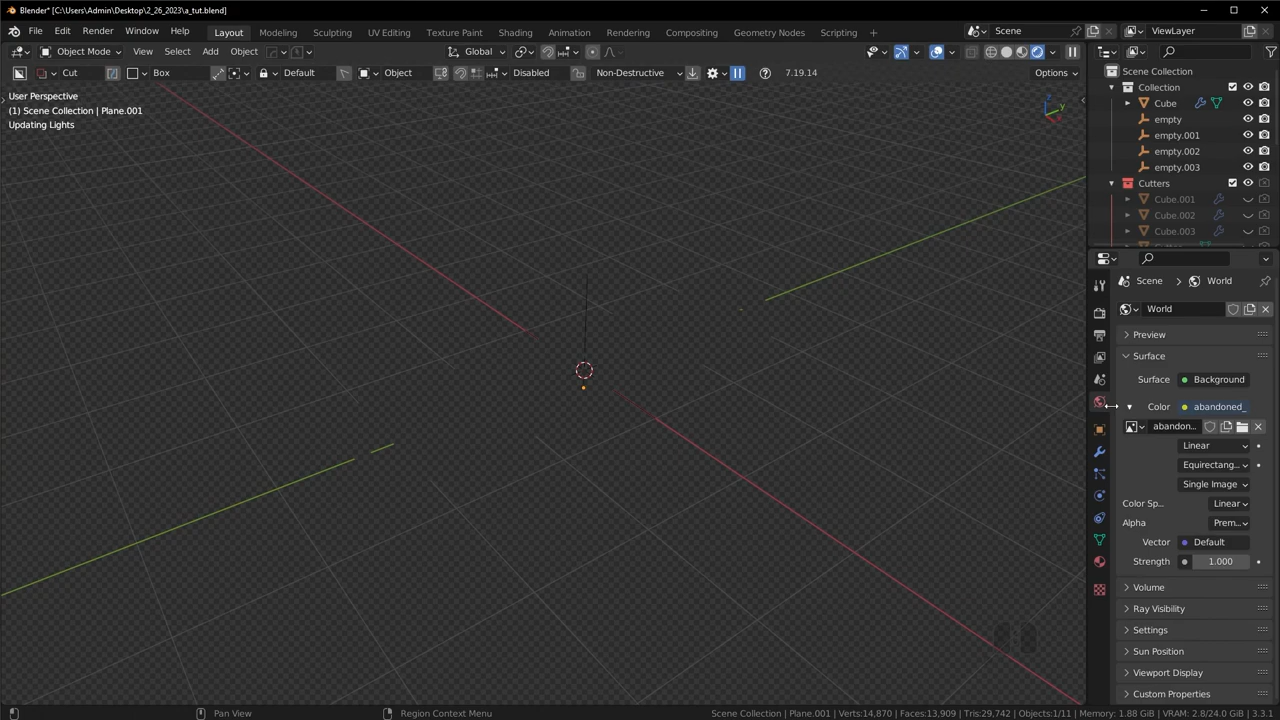 Blender* [C:\Users\Admin\Desktop\2_26_2023\a_tut.blend]
File Edit Render Window Help Layout Modeling Sculpting UV Editing Texture Paint Shading Animation Rendering Compositing Geometry Nodes Scripting Scene ViewLayer
Object Mode View Select Add Object Global
Cut Box Default Object Disabled Non-Destructive 7.19.14 Options
User Perspective
(1) Scene Collection | Plane.001
Updating Lights
Z
Y
Scene Collection
Collection
Cube
empty
empty.001
empty.002
empty.003
Cutters
Cube.001
Cube.002
Cube.003
Scene > World
World
Preview
Surface
Surface Background
Color abandoned_
abandon...
Linear
Equirectang...
Single Image
Color Sp... Linear
Alpha Prem...
Vector Default
Strength 1.000
Volume
Ray Visibility
Settings
Sun Position
Viewport Display
Custom Properties
Pan View Region Context Menu Scene Collection | Plane.001 | Verts:14,870 | Faces:13,909 | Tris:29,742 | Objects:1/11 | Memory: 1.88 GiB | VRAM: 2.8/24.0 GiB | 3.3.1